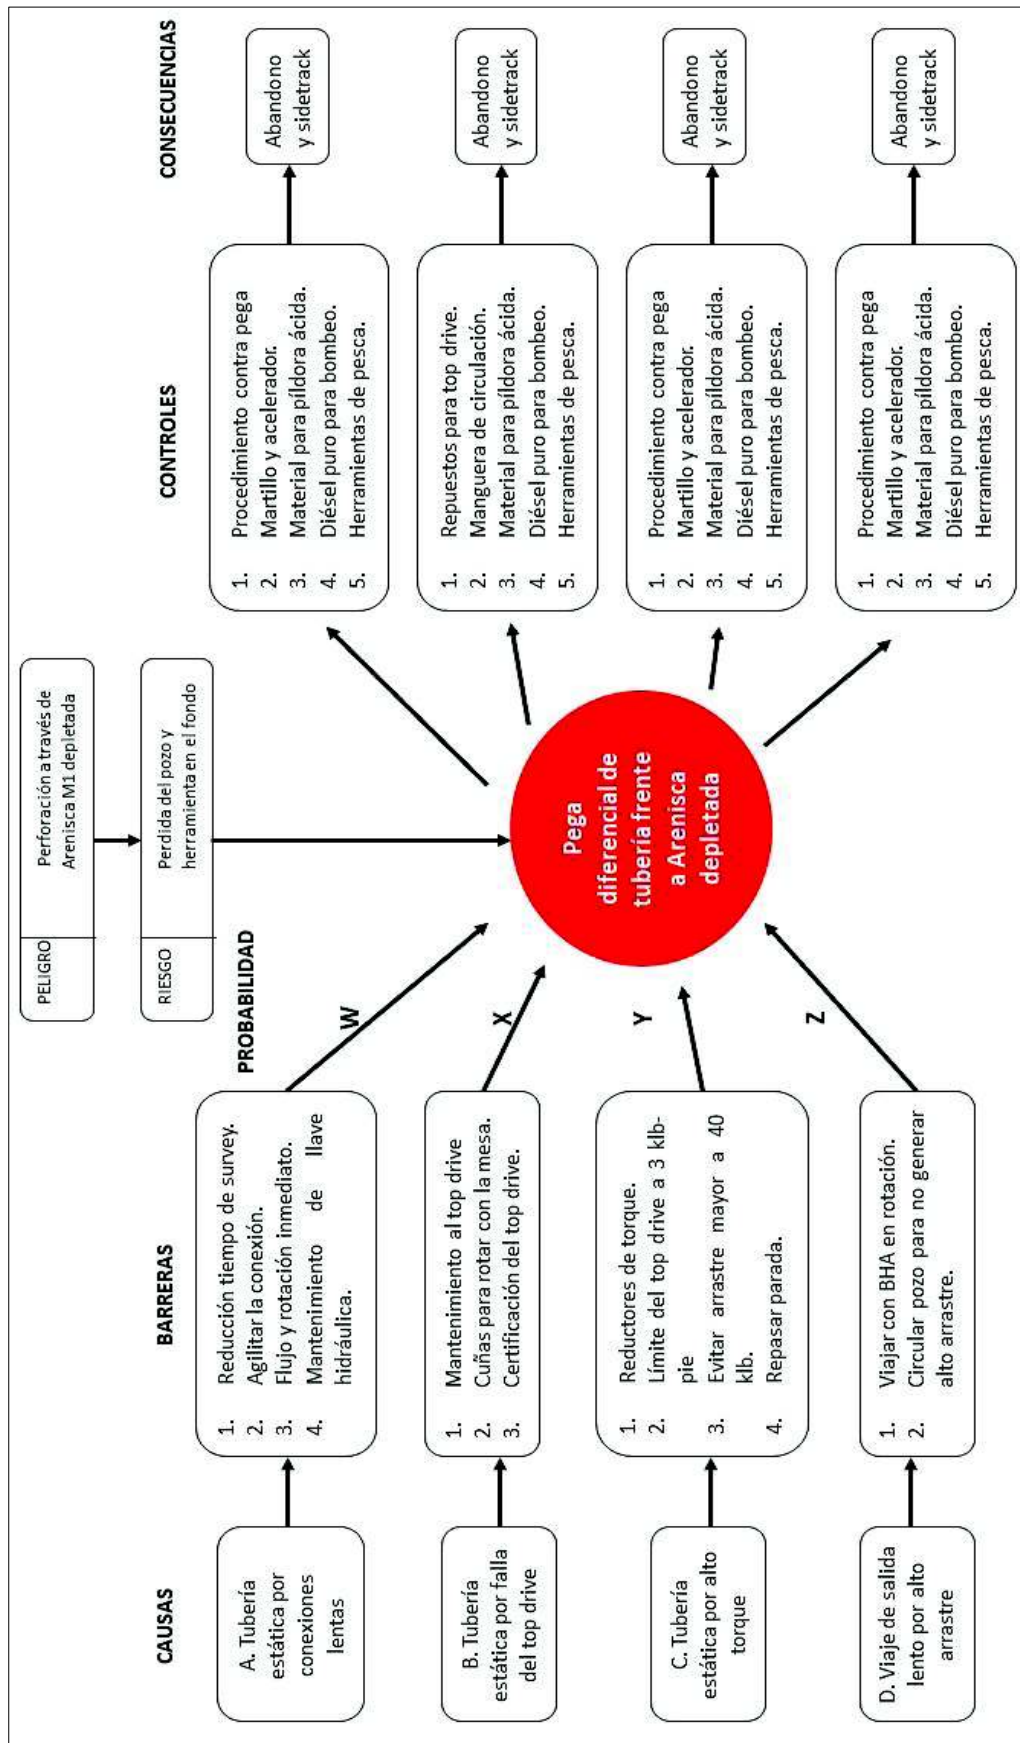 PELIGRO
Perforación a través de
Arenisca M1 depletada
RIESGO
Perdida del pozo y
herramienta en el fondo
CAUSAS
BARRERAS
PROBABILIDAD
CONTROLES
CONSECUENCIAS
A. Tubería
estática por
conexiones
lentas
1. Reducción tiempo de survey.
2. Agilitar la conexión.
3. Flujo y rotación inmediato.
4. Mantenimiento de llave
hidráulica.
W
1. Procedimiento contra pega
2. Martillo y acelerador.
3. Material para píldora ácida.
4. Diésel puro para bombeo.
5. Herramientas de pesca.
Abandono
y sidetrack
B. Tubería
estática por falla
del top drive
1. Mantenimiento al top drive
2. Cuñas para rotar con la mesa.
3. Certificación del top drive.
X
Pega
diferencial de
tubería frente
a Arenisca
depletada
1. Repuestos para top drive.
2. Manguera de circulación.
3. Material para píldora ácida.
4. Diésel puro para bombeo.
5. Herramientas de pesca.
Abandono
y sidetrack
C. Tubería
estática por alto
torque
1. Reductores de torque.
2. Límite del top drive a 3 klb-
pie
3. Evitar arrastre mayor a 40
klb.
4. Repasar parada.
Y
1. Procedimiento contra pega
2. Martillo y acelerador.
3. Material para píldora ácida.
4. Diésel puro para bombeo.
5. Herramientas de pesca.
Abandono
y sidetrack
D. Viaje de salida
lento por alto
arrastre
1. Viajar con BHA en rotación.
2. Circular pozo para no generar
alto arrastre.
Z
1. Procedimiento contra pega
2. Martillo y acelerador.
3. Material para píldora ácida.
4. Diésel puro para bombeo.
5. Herramientas de pesca.
Abandono
y sidetrack